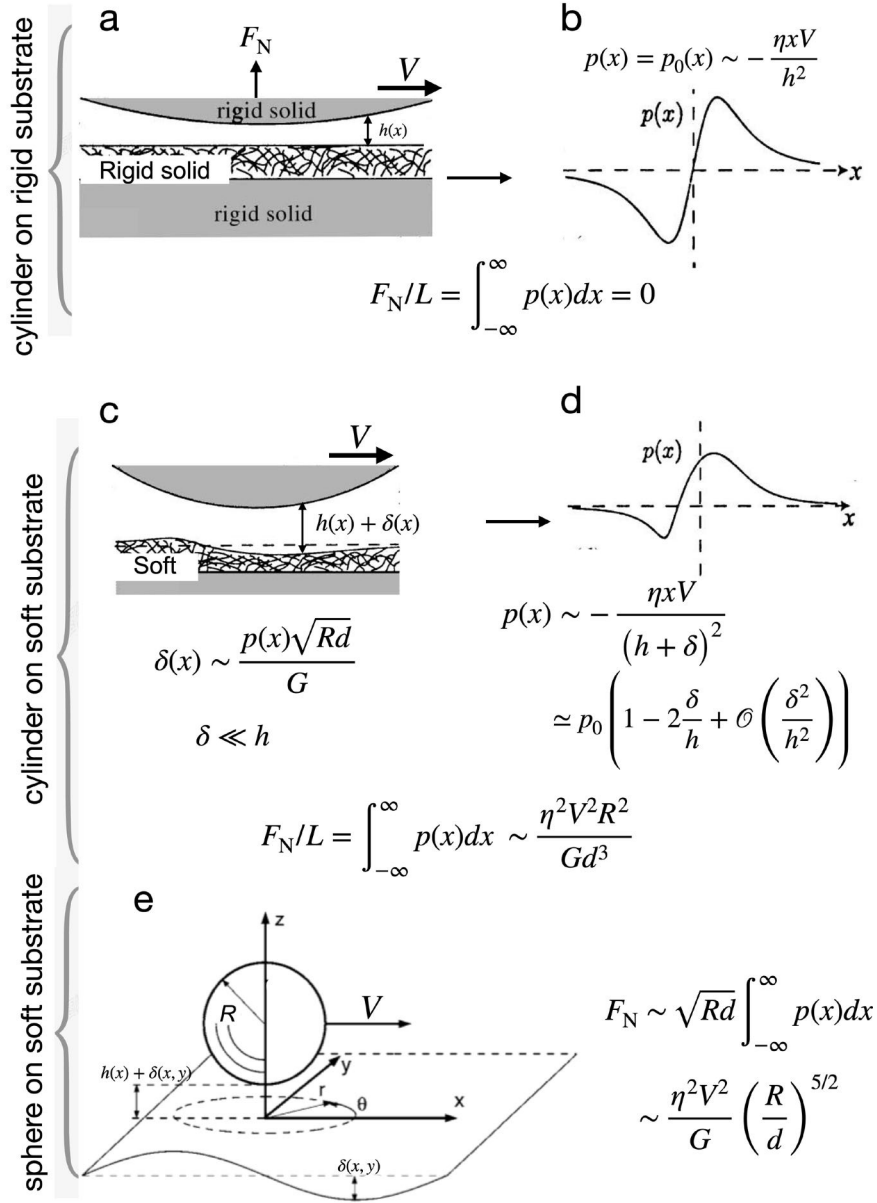 cylinder on rigid substrate
a
F_N
V
rigid solid
h(x)
Rigid solid
rigid solid
b
p(x) = p_0(x) ∼ − ηxV / h^2
p(x)
x
F_N/L = ∫_{−∞}^{∞} p(x)dx = 0
cylinder on soft substrate
c
V
h(x) + δ(x)
Soft
δ(x) ∼ p(x)√(Rd) / G
δ ≪ h
d
p(x)
x
p(x) ∼ − ηxV / (h + δ)^2
≃ p_0 (1 − 2 δ/h + 𝒪(δ^2/h^2))
F_N/L = ∫_{−∞}^{∞} p(x)dx ∼ η^2V^2R^2 / Gd^3
sphere on soft substrate
e
z
R
V
h(x) + δ(x, y)
y
r
θ
x
δ(x, y)
F_N ∼ √(Rd) ∫_{−∞}^{∞} p(x)dx
∼ η^2V^2 / G (R/d)^{5/2}